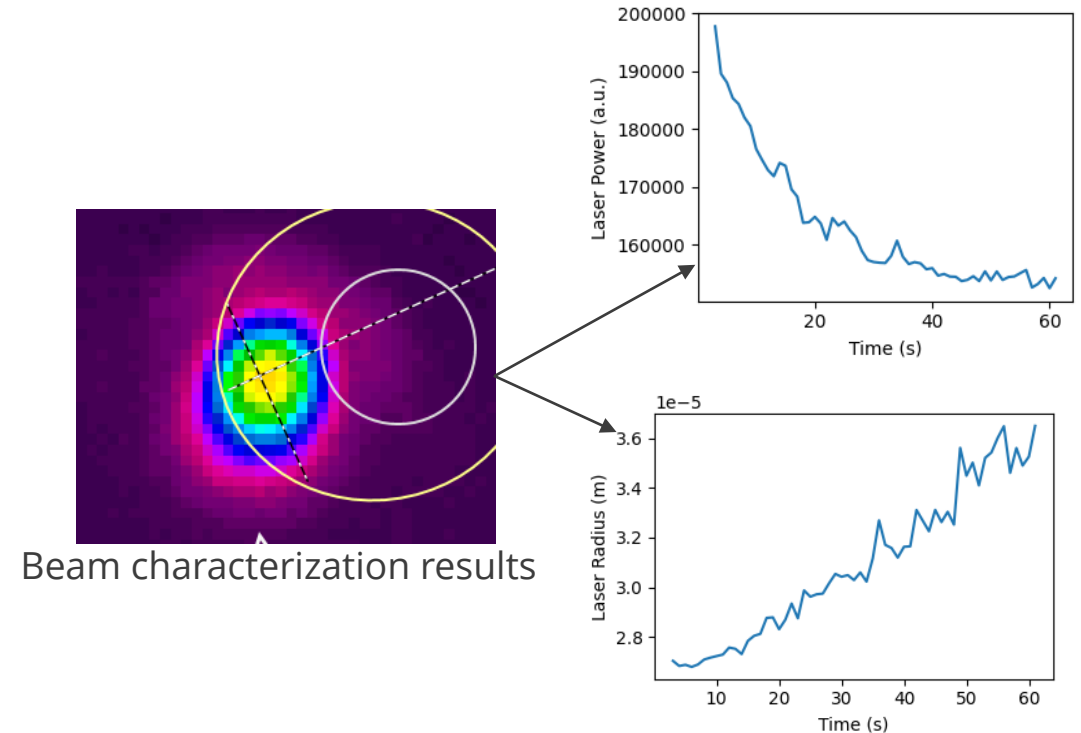 200000
190000
180000
170000
160000
Laser Power (a.u.)
20 40 60
Time (s)
Beam characterization results
1e−5
3.6
3.4
3.2
3.0
2.8
Laser Radius (m)
10 20 30 40 50 60
Time (s)